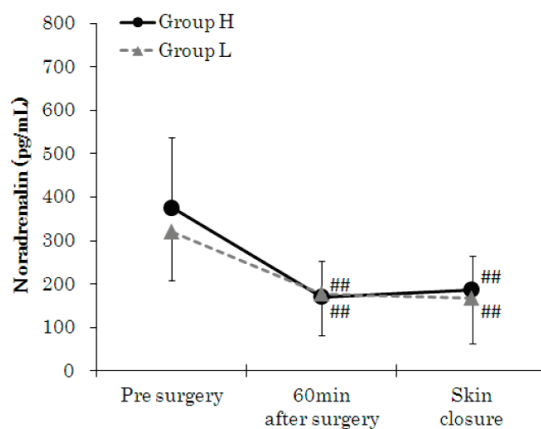 Group H
Group L
Noradrenalin (pg/mL)
800
700
600
500
400
300
200
100
0
##
##
##
##
Pre surgery
60min
after surgery
Skin
closure